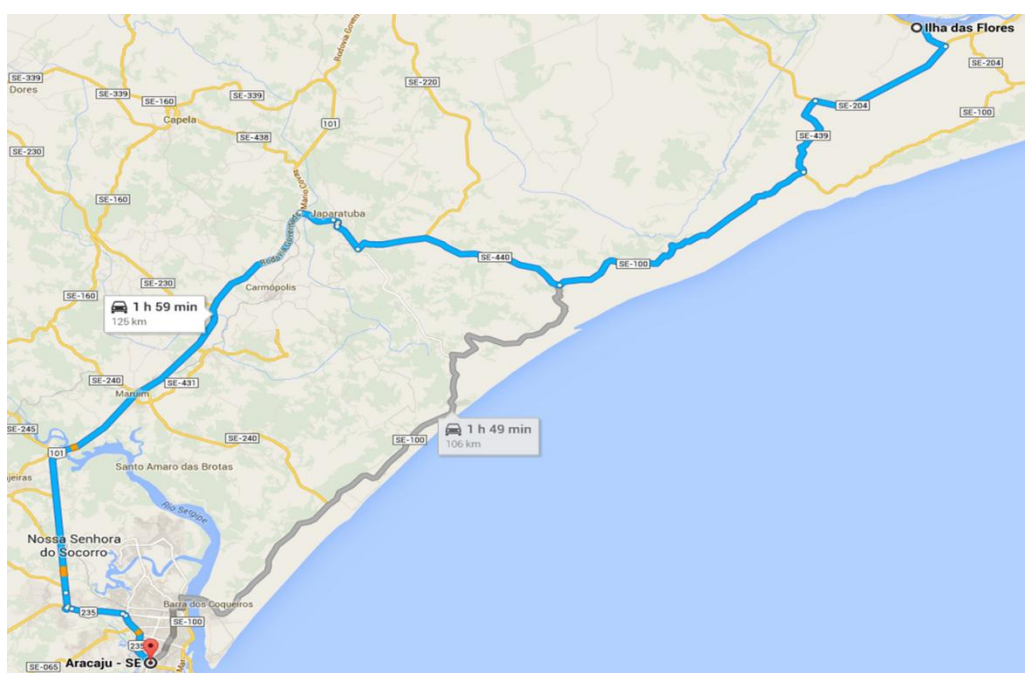 Ilha das Flores
SE-339
Dores
SE-339
SE-160
SE-339
Capela
SE-220
Rodovia Gover
101
SE-204
SE-204
SE-100
SE-439
SE-438
SE-230
Mario Covas
SE-160
Japaratuba
SE-440
SE-100
SE-230
Carmópolis
SE-160
1 h 59 min
125 km
SE-240
SE-431
Maruim
1 h 49 min
106 km
SE-245
SE-240
SE-100
101
Santo Amaro das Brotas
Nossa Senhora
do Socorro
Barra dos Coqueiros
235
SE-100
235
Aracaju - SE
SE-065